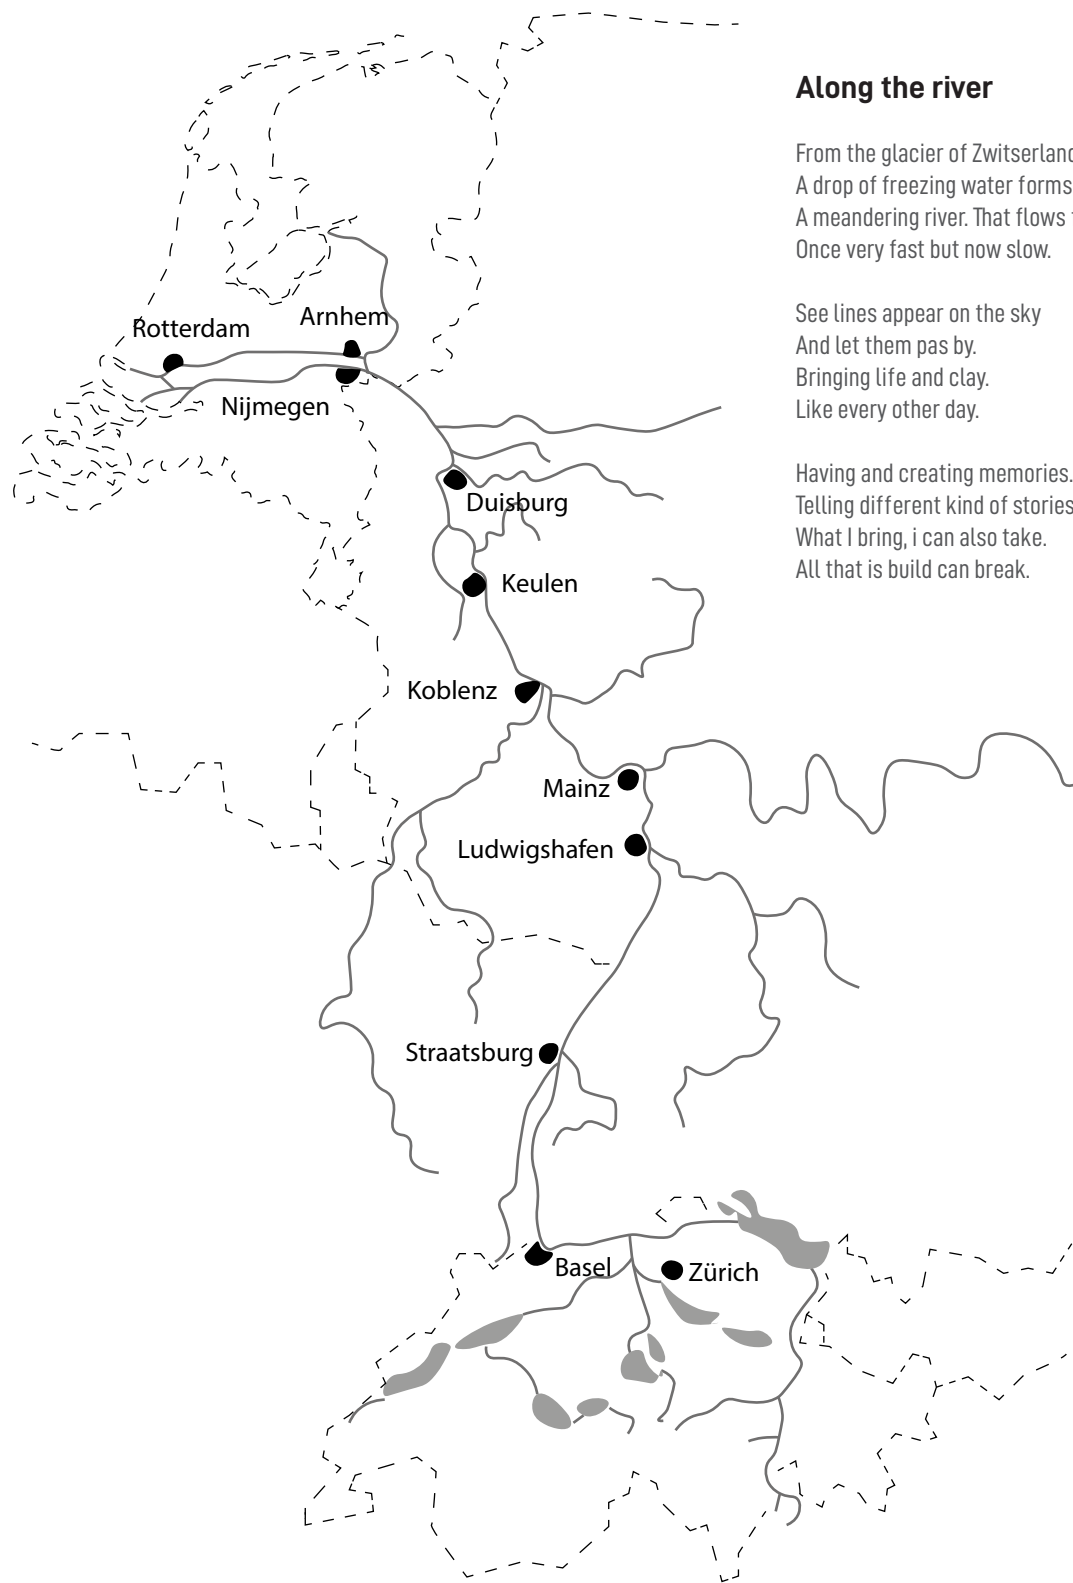 Along the river
From the glacier of Zwitserland
A drop of freezing water forms
A meandering river. That flows
Once very fast but now slow.
See lines appear on the sky
And let them pas by.
Bringing life and clay.
Like every other day.
Having and creating memories.
Telling different kind of stories
What I bring, i can also take.
All that is build can break.
Rotterdam
Arnhem
Nijmegen
Duisburg
Keulen
Koblenz
Mainz
Ludwigshafen
Straatsburg
Basel
Zürich